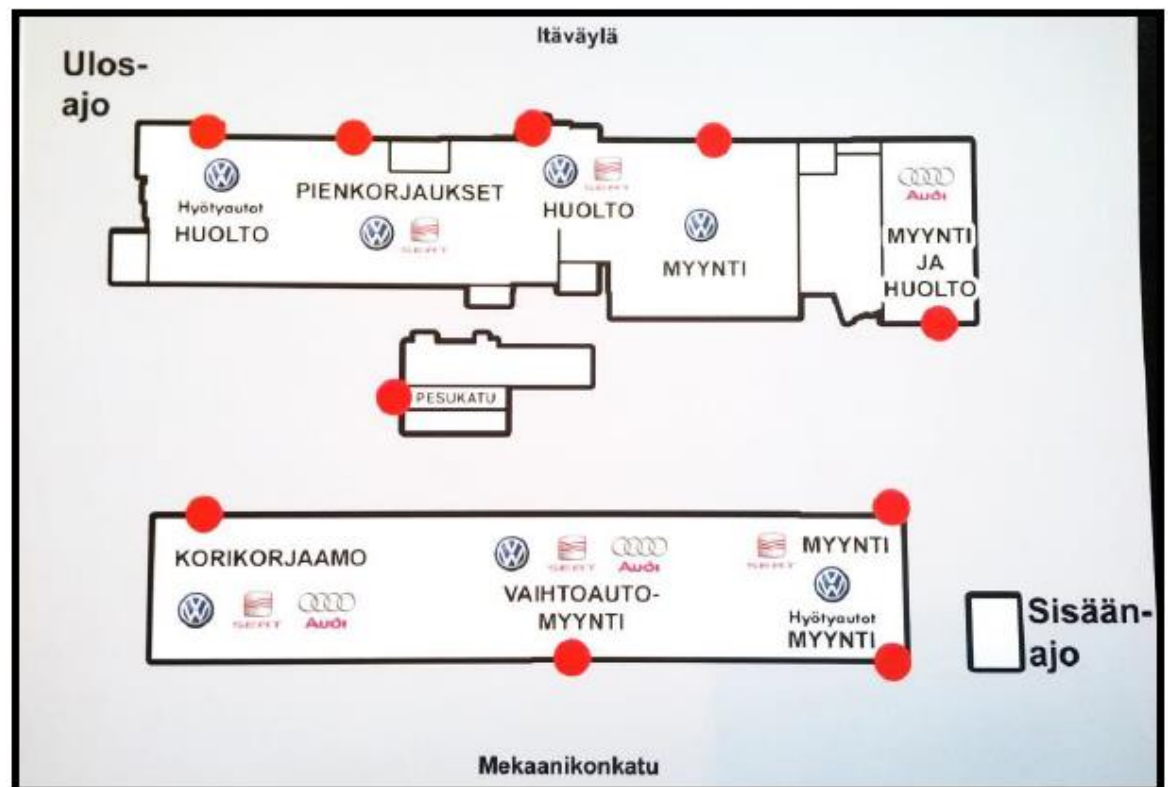 Itäväylä
Ulos-
ajo
Hyötyautot
HUOLTO
PIENKORJAUKSET
SEAT
SEAT
HUOLTO
MYYNTI
Audi
MYYNTI
JA
HUOLTO
PESUKATU
KORIKORJAAMO
SEAT
Audi
SEAT
Audi
VAIHTOAUTO-
MYYNTI
SEAT
MYYNTI
Hyötyautot
MYYNTI
Sisään-
ajo
Mekaanikonkatu